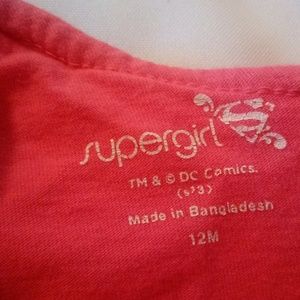 supergirl S
TM & © DC Comics.
(s13)
Made in Bangladesh
12M